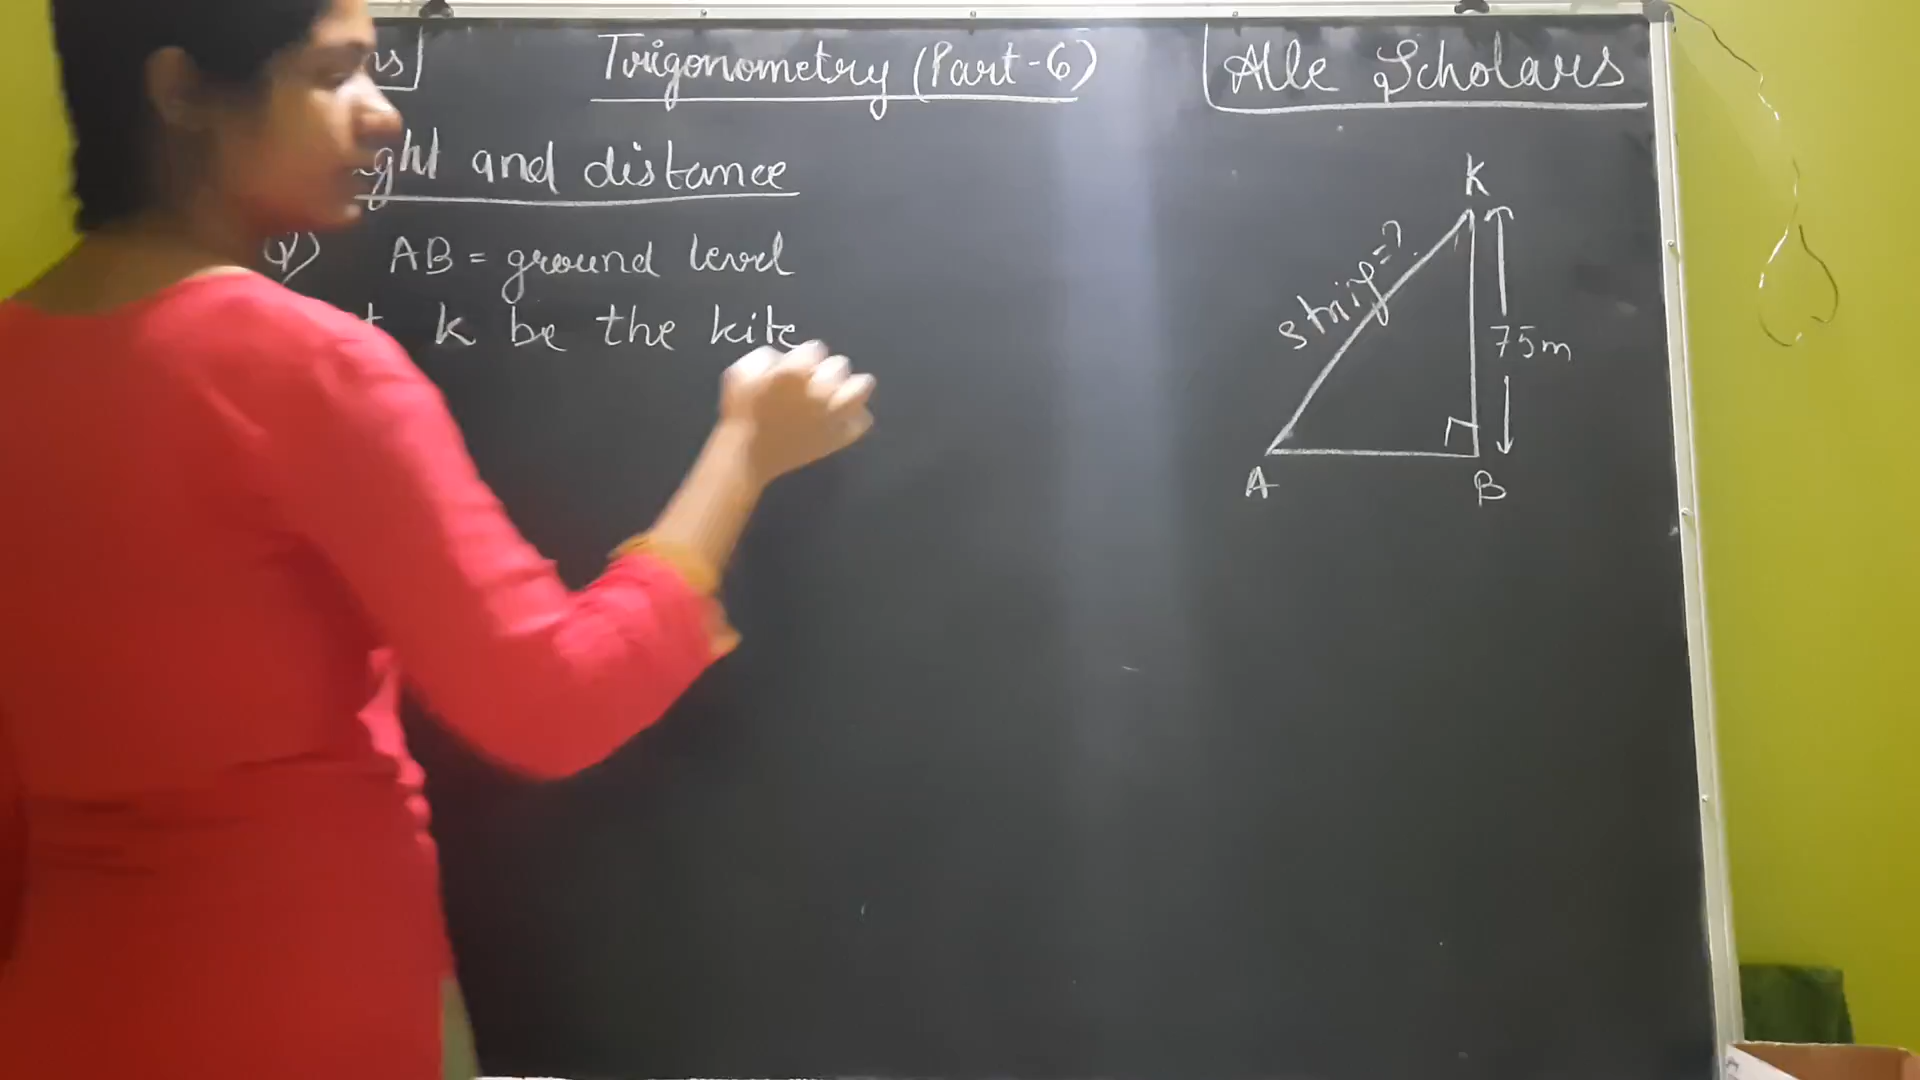 Trigonometry (Part-6)
Alle Scholars
and distance
AB = ground level
K be the kite
K
string=?
75m
A
B